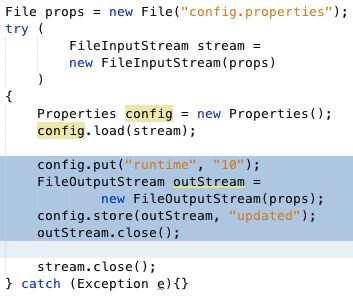 File props = new File("config.properties");
try (
        FileInputStream stream =
        new FileInputStream(props)
    )
{
    Properties config = new Properties();
    config.load(stream);

    config.put("runtime", "10");
    FileOutputStream outStream =
            new FileOutputStream(props);
    config.store(outStream, "updated");
    outStream.close();

    stream.close();
} catch (Exception e){}